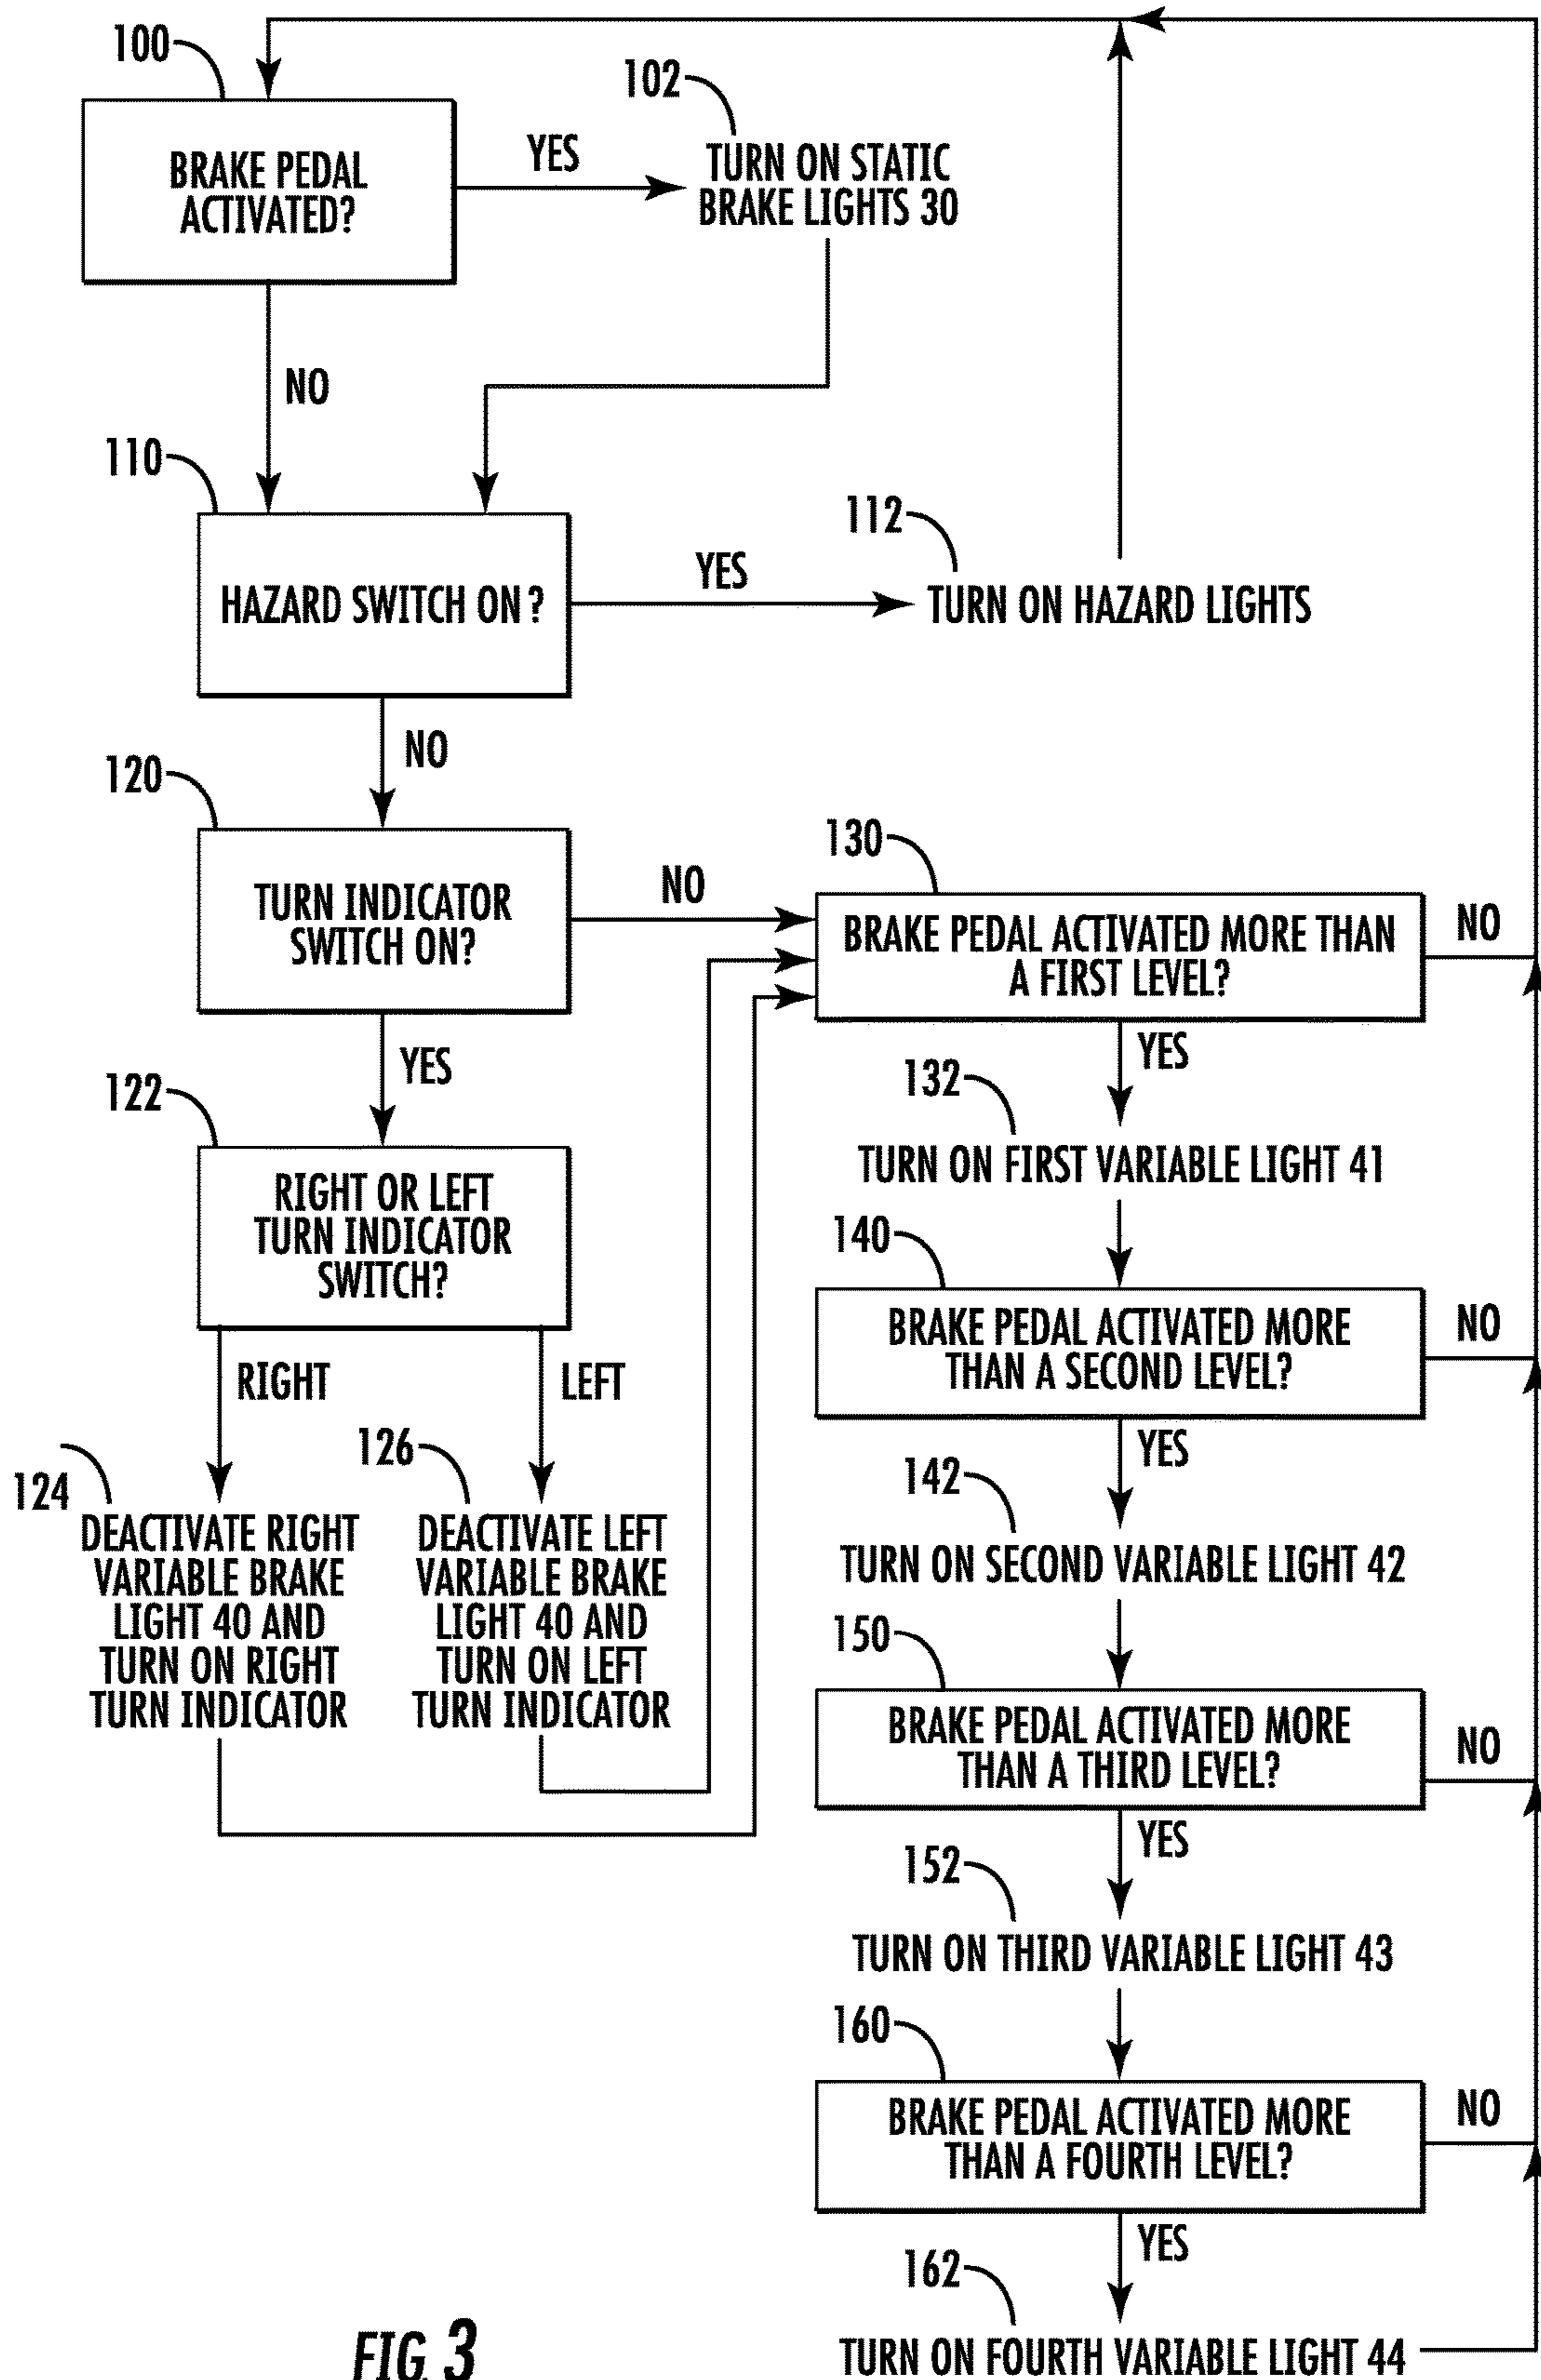 100
102
BRAKE PEDAL
ACTIVATED?
YES
TURN ON STATIC
BRAKE LIGHTS 30
NO
110
112
HAZARD SWITCH ON ?
YES
TURN ON HAZARD LIGHTS
NO
120
TURN INDICATOR
SWITCH ON?
NO
130
BRAKE PEDAL ACTIVATED MORE THAN
A FIRST LEVEL?
NO
YES
YES
122
132
RIGHT OR LEFT
TURN INDICATOR
SWITCH?
TURN ON FIRST VARIABLE LIGHT 41
140
BRAKE PEDAL ACTIVATED MORE
THAN A SECOND LEVEL?
NO
RIGHT
LEFT
YES
124
126
142
DEACTIVATE RIGHT
VARIABLE BRAKE
LIGHT 40 AND
TURN ON RIGHT
TURN INDICATOR
DEACTIVATE LEFT
VARIABLE BRAKE
LIGHT 40 AND
TURN ON LEFT
TURN INDICATOR
TURN ON SECOND VARIABLE LIGHT 42
150
BRAKE PEDAL ACTIVATED MORE
THAN A THIRD LEVEL?
NO
YES
152
TURN ON THIRD VARIABLE LIGHT 43
160
BRAKE PEDAL ACTIVATED MORE
THAN A FOURTH LEVEL?
NO
YES
162
TURN ON FOURTH VARIABLE LIGHT 44
FIG 3